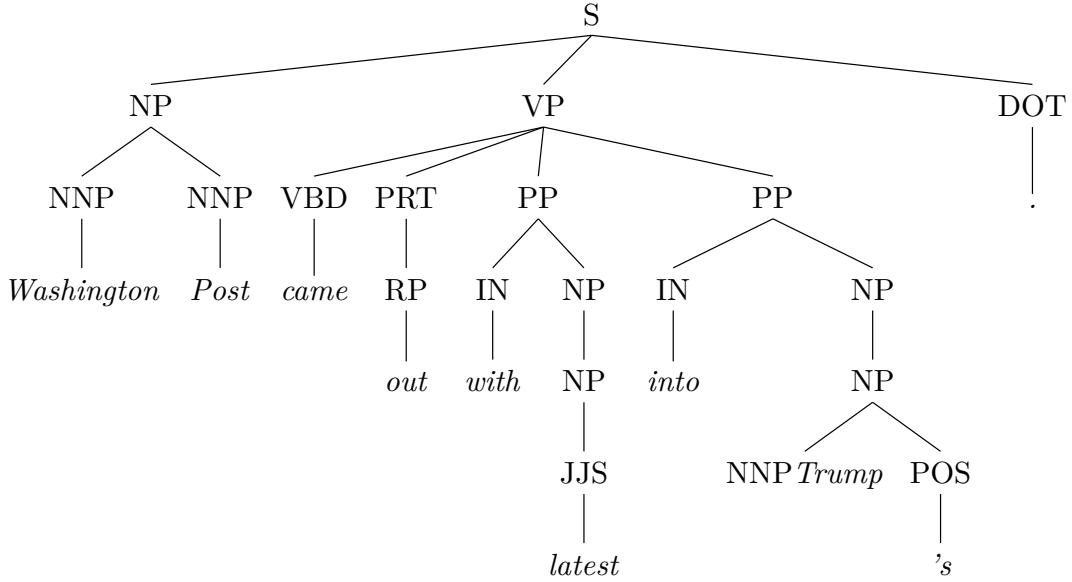 S
NP VP DOT
NNP NNP VBD PRT PP PP .
Washington Post came RP IN NP IN NP
out with NP into NP
JJS NNP Trump POS
latest 's